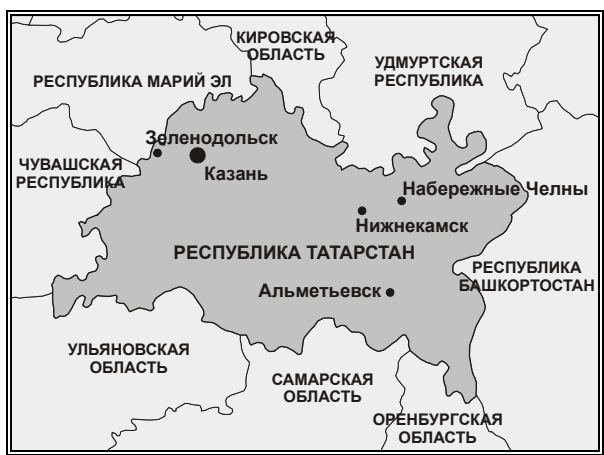 КИРОВСКАЯ
ОБЛАСТЬ
УДМУРТСКАЯ
РЕСПУБЛИКА
РЕСПУБЛИКА МАРИЙ ЭЛ
Зеленодольск
ЧУВАШСКАЯ
РЕСПУБЛИКА
Казань
Набережные Челны
Нижнекамск
РЕСПУБЛИКА ТАТАРСТАН
РЕСПУБЛИКА
БАШКОРТОСТАН
Альметьевск
УЛЬЯНОВСКАЯ
ОБЛАСТЬ
САМАРСКАЯ
ОБЛАСТЬ
ОРЕНБУРГСКАЯ
ОБЛАСТЬ